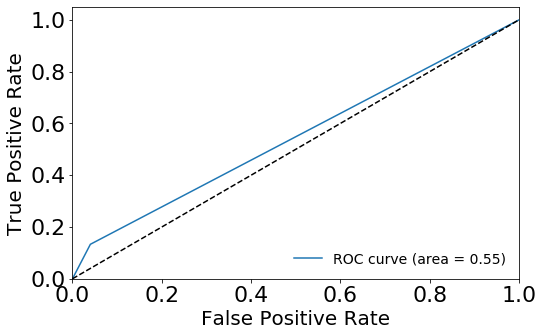 True Positive Rate
1.0
0.8
0.6
0.4
0.2
0.0
ROC curve (area = 0.55)
0.0 0.2 0.4 0.6 0.8 1.0
False Positive Rate